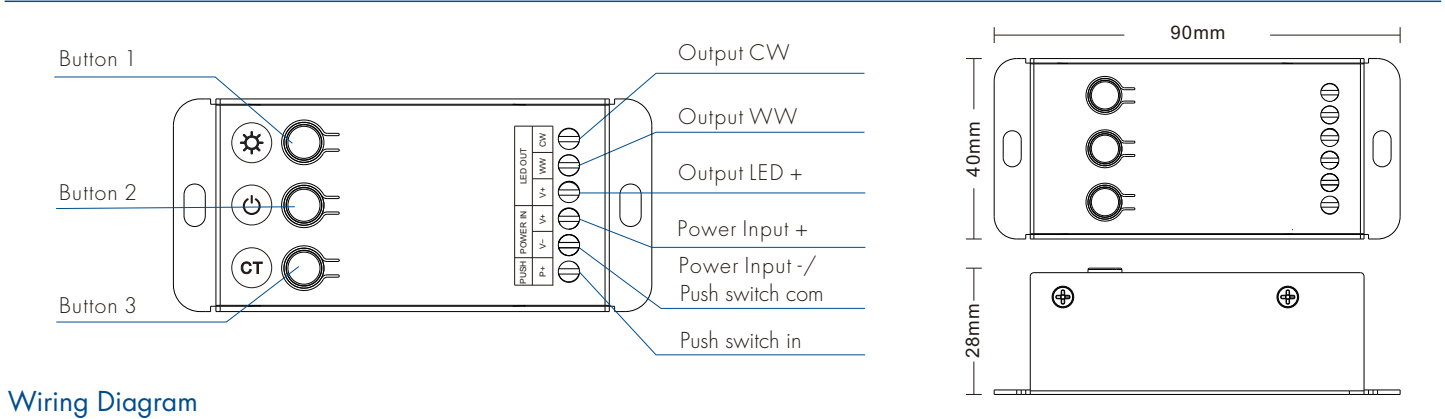 Button 1
Button 2
Button 3
CT
LED OUT
POWER IN
PUSH
CW
WW
V+
V+
V-
P+
Output CW
Output WW
Output LED +
Power Input +
Power Input -/
Push switch com
Push switch in
90mm
40mm
28mm
Wiring Diagram